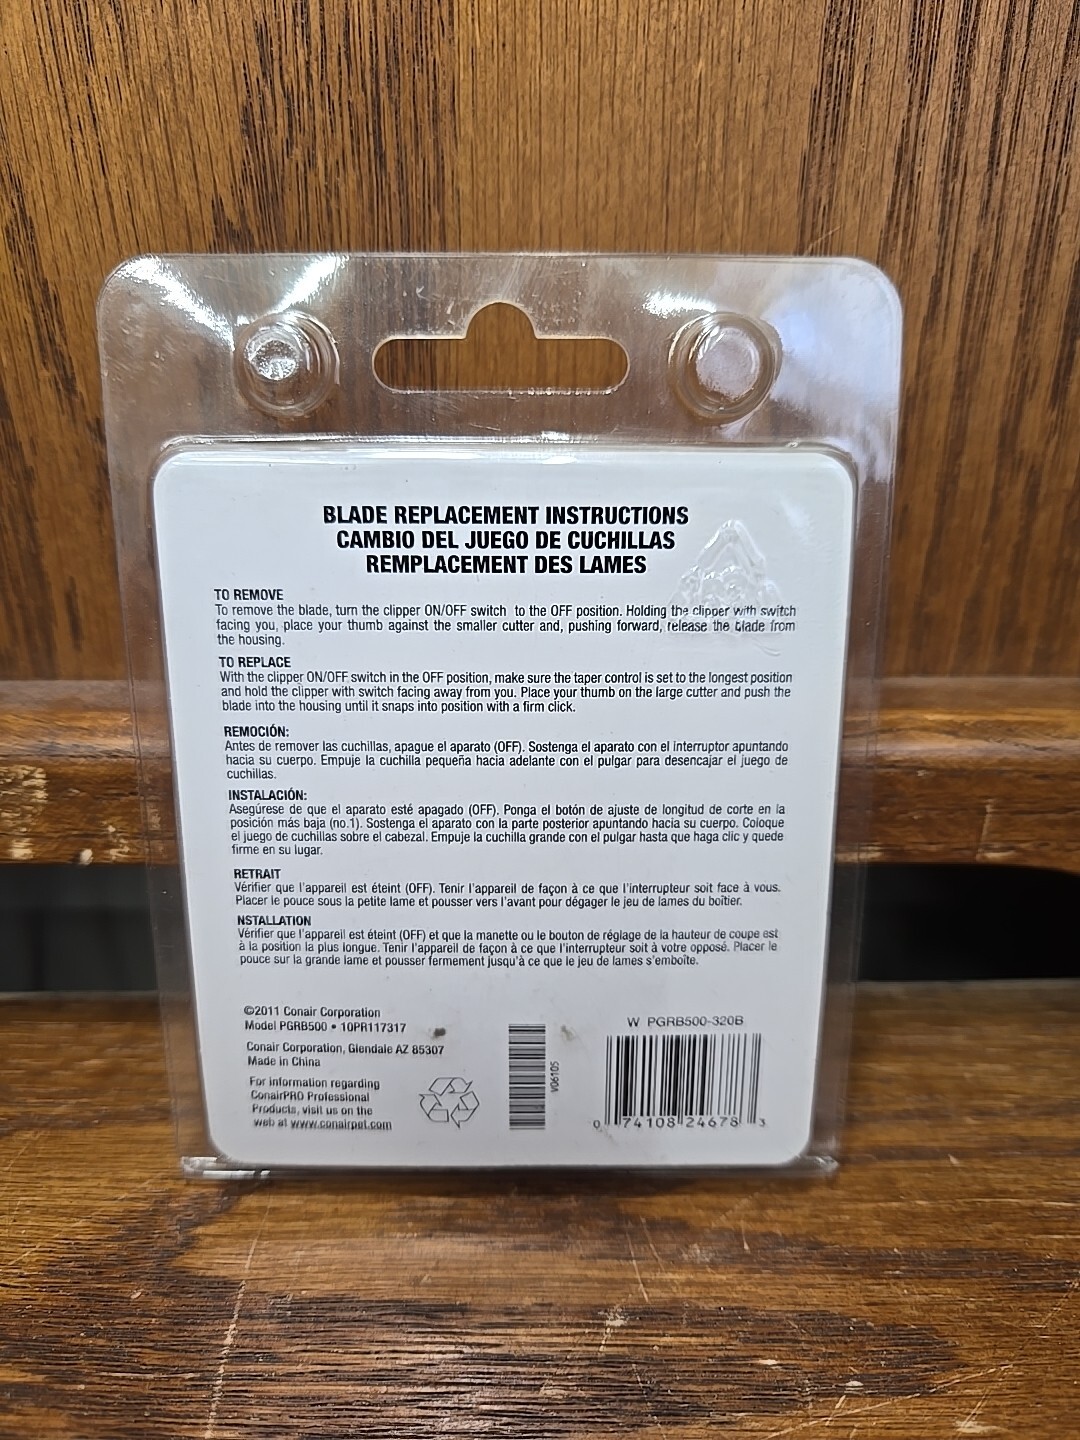 BLADE REPLACEMENT INSTRUCTIONS
CAMBIO DEL JUEGO DE CUCHILLAS
REMPLACEMENT DES LAMES
TO REMOVE
To remove the blade, turn the clipper ON/OFF switch to the OFF position. Holding the clipper with switch
facing you, place your thumb against the smaller cutter and, pushing forward, release the blade from
the housing.
TO REPLACE
With the clipper ON/OFF switch in the OFF position, make sure the taper control is set to the longest position
and hold the clipper with switch facing away from you. Place your thumb on the large cutter and push the
blade into the housing until it snaps into position with a firm click.
REMOCIÓN:
Antes de remover las cuchillas, apague el aparato (OFF). Sostenga el aparato con el interruptor apuntando
hacia su cuerpo. Empuje la cuchilla pequeña hacia adelante con el pulgar para desencajar el juego de
cuchillas.
INSTALACIÓN:
Asegúrese de que el aparato esté apagado (OFF). Ponga el botón de ajuste de longitud de corte en la
posición más baja (no.1). Sostenga el aparato con la parte posterior apuntando hacia su cuerpo. Coloque
el juego de cuchillas sobre el cabezal. Empuje la cuchilla grande con el pulgar hasta que haga clic y quede
firme en su lugar.
RETRAIT
Vérifier que l'appareil est éteint (OFF). Tenir l'appareil de façon à ce que l'interrupteur soit face à vous.
Placer le pouce sous la petite lame et pousser vers l'avant pour dégager le jeu de lames du boîtier.
NSTALLATION
Vérifier que l'appareil est éteint (OFF) et que la manette ou le bouton de réglage de la hauteur de coupe est
à la position la plus longue. Tenir l'appareil de façon à ce que l'interrupteur soit à votre opposé. Placer le
pouce sur la grande lame et pousser fermement jusqu'à ce que le jeu de lames s'emboîte.
©2011 Conair Corporation
Model PGRB500 • 10PR117317
Conair Corporation, Glendale AZ 85307
Made in China
For information regarding
ConairPRO Professional
Products, visit us on the
web at www.conairpet.com
V06105
W PGRB500-320B
0 74108 24678 3